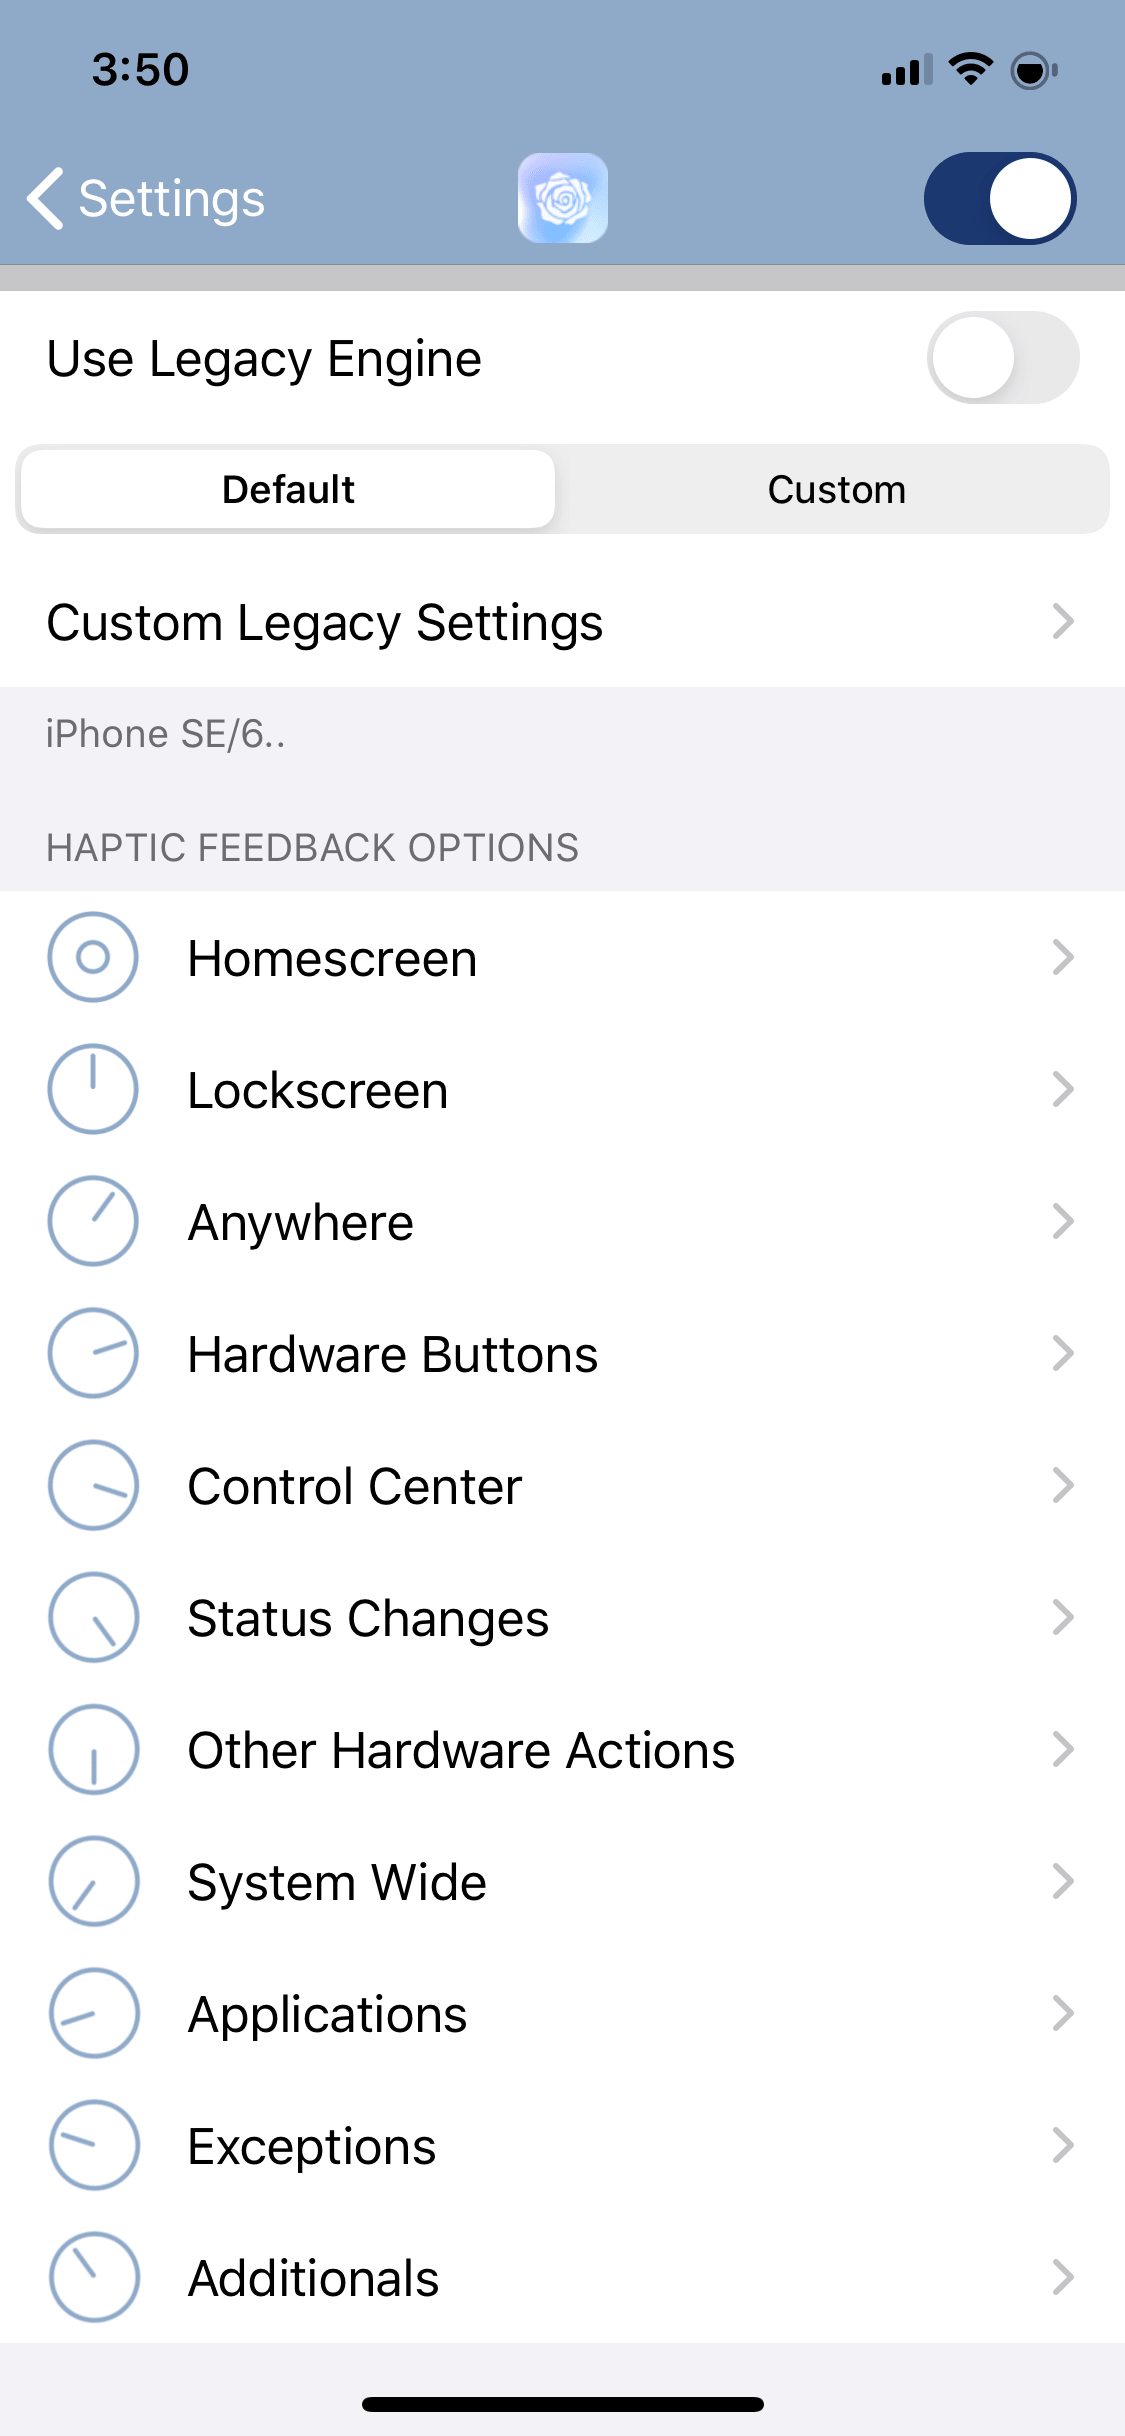 3:50
Settings
Use Legacy Engine
Default Custom
Custom Legacy Settings
iPhone SE/6..
HAPTIC FEEDBACK OPTIONS
Homescreen
Lockscreen
Anywhere
Hardware Buttons
Control Center
Status Changes
Other Hardware Actions
System Wide
Applications
Exceptions
Additionals